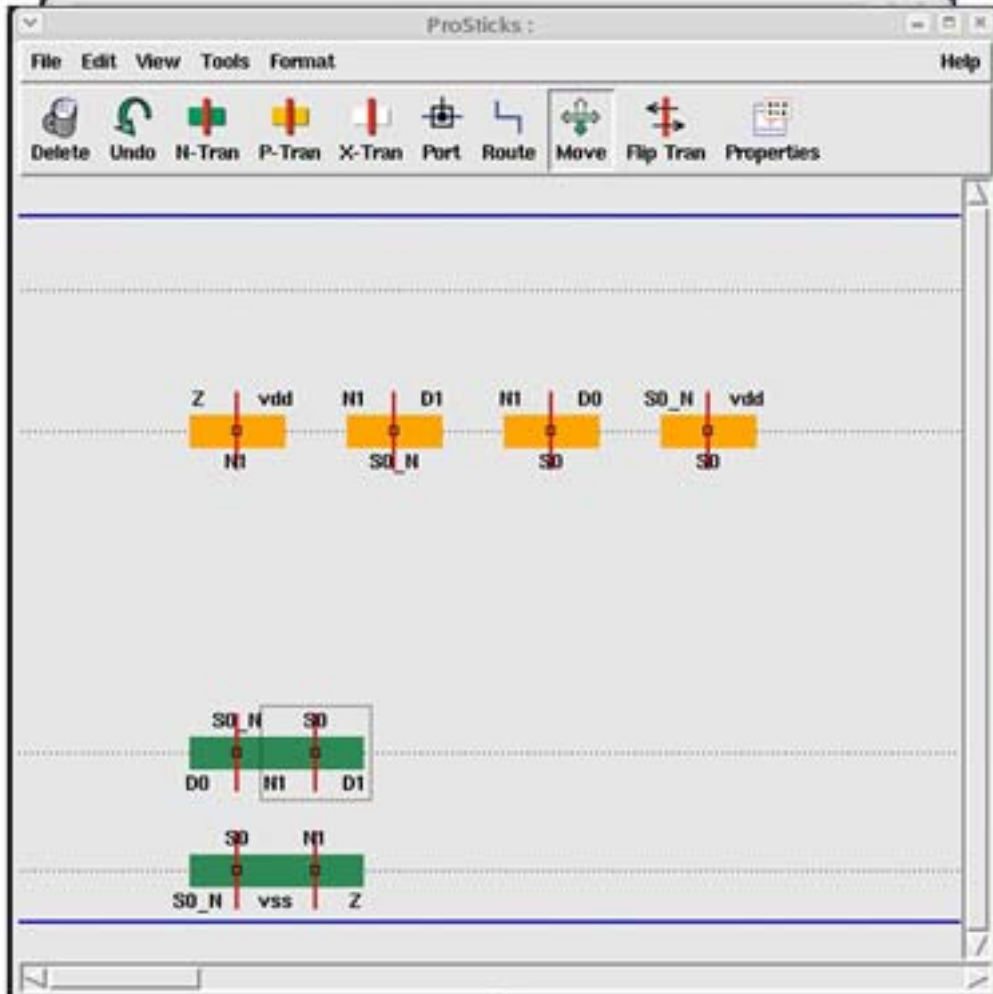 ProSticks :
File Edit View Tools Format Help
Delete Undo N-Tran P-Tran X-Tran Port Route Move Flip Tran Properties
Z vdd N1 D1 N1 D0 S0_N vdd
N1 S0_N S0 S0
S0_N S0
D0 N1 D1
S0 N1
S0_N vss Z